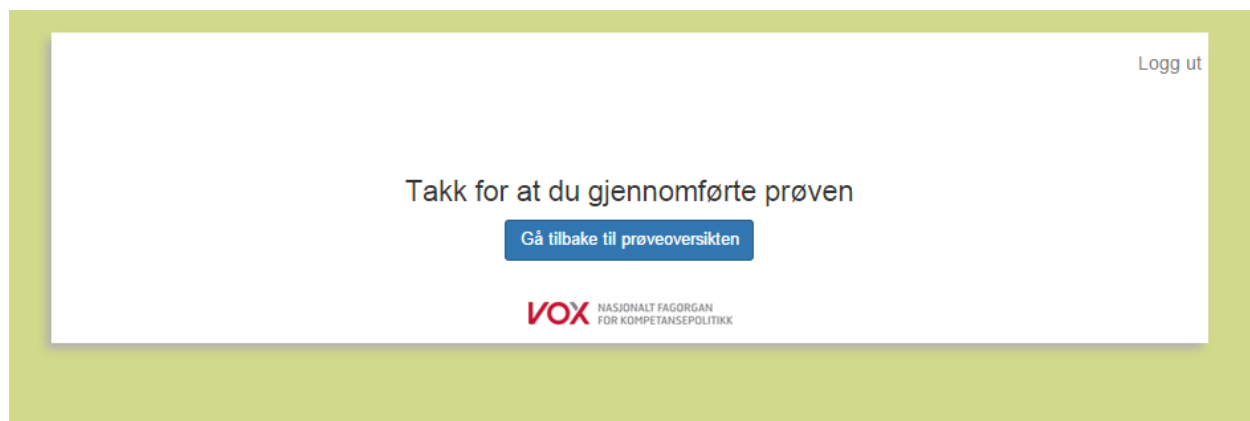 Logg ut
Takk for at du gjennomførte prøven
Gå tilbake til prøveoversikten
VOX NASJONALT FAGORGAN
FOR KOMPETANSEPOLITIKK